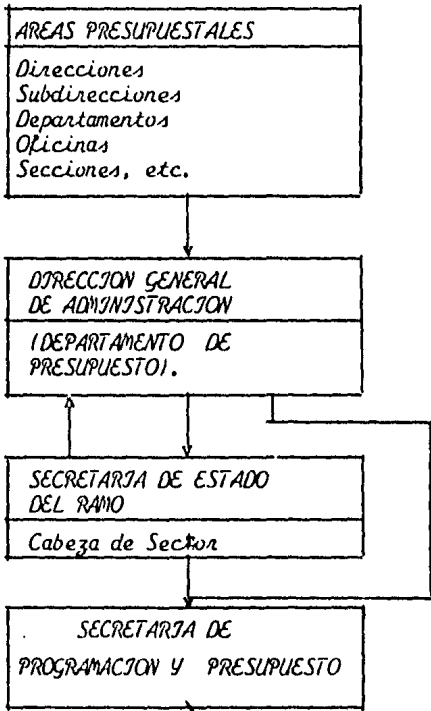 AREAS PRESUPUESTALES
Direcciones
Subdirecciones
Departamentos
Oficinas
Secciones, etc.
DIRECCION GENERAL
DE ADMINISTRACION
(DEPARTAMENTO DE
PRESUPUESTO).
SECRETARIA DE ESTADO
DEL RAMO
Cabeza de Sector
SECRETARIA DE
PROGRAMACION Y PRESUPUESTO